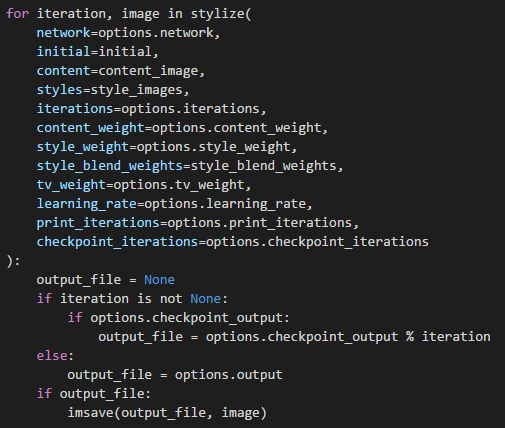 for iteration, image in stylize(
    network=options.network,
    initial=initial,
    content=content_image,
    styles=style_images,
    iterations=options.iterations,
    content_weight=options.content_weight,
    style_weight=options.style_weight,
    style_blend_weights=style_blend_weights,
    tv_weight=options.tv_weight,
    learning_rate=options.learning_rate,
    print_iterations=options.print_iterations,
    checkpoint_iterations=options.checkpoint_iterations
):
    output_file = None
    if iteration is not None:
        if options.checkpoint_output:
            output_file = options.checkpoint_output % iteration
    else:
        output_file = options.output
    if output_file:
        imsave(output_file, image)